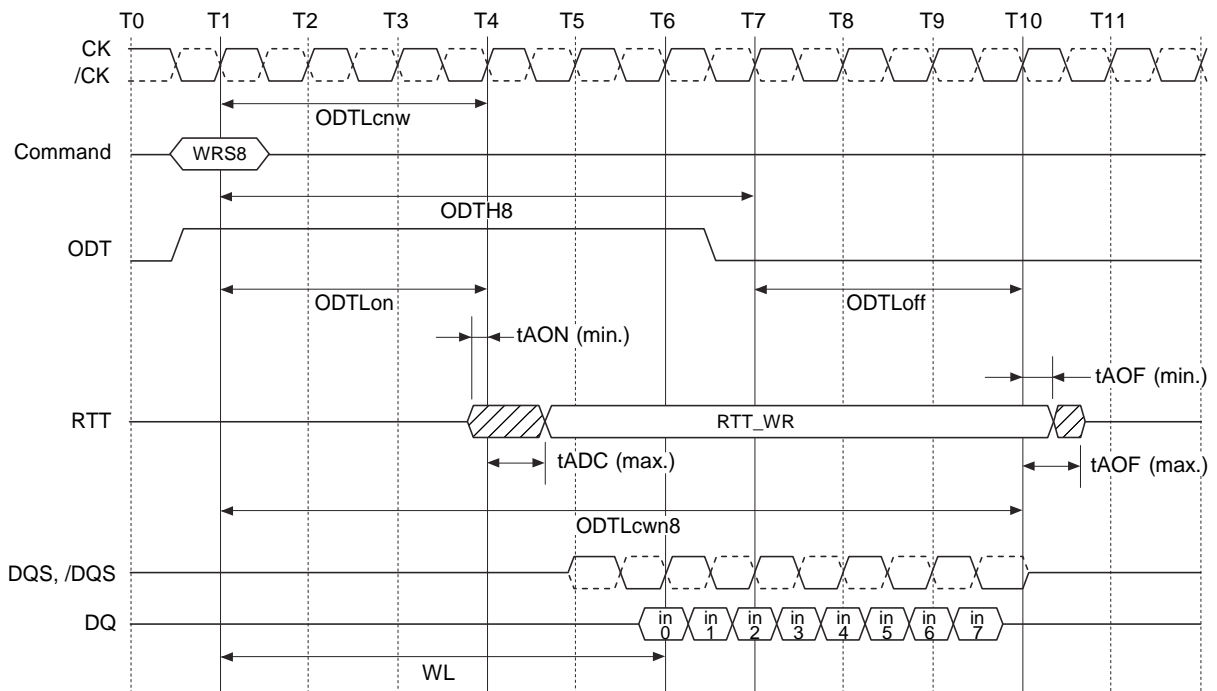 T0 T1 T2 T3 T4 T5 T6 T7 T8 T9 T10 T11
CK
/CK
ODTLcnw
Command
WRS8
ODTH8
ODT
ODTLon
ODTLoff
tAON (min.)
tAOF (min.)
RTT
RTT_WR
tADC (max.)
tAOF (max.)
ODTLcwn8
DQS, /DQS
DQ
in 0
in 1
in 2
in 3
in 4
in 5
in 6
in 7
WL